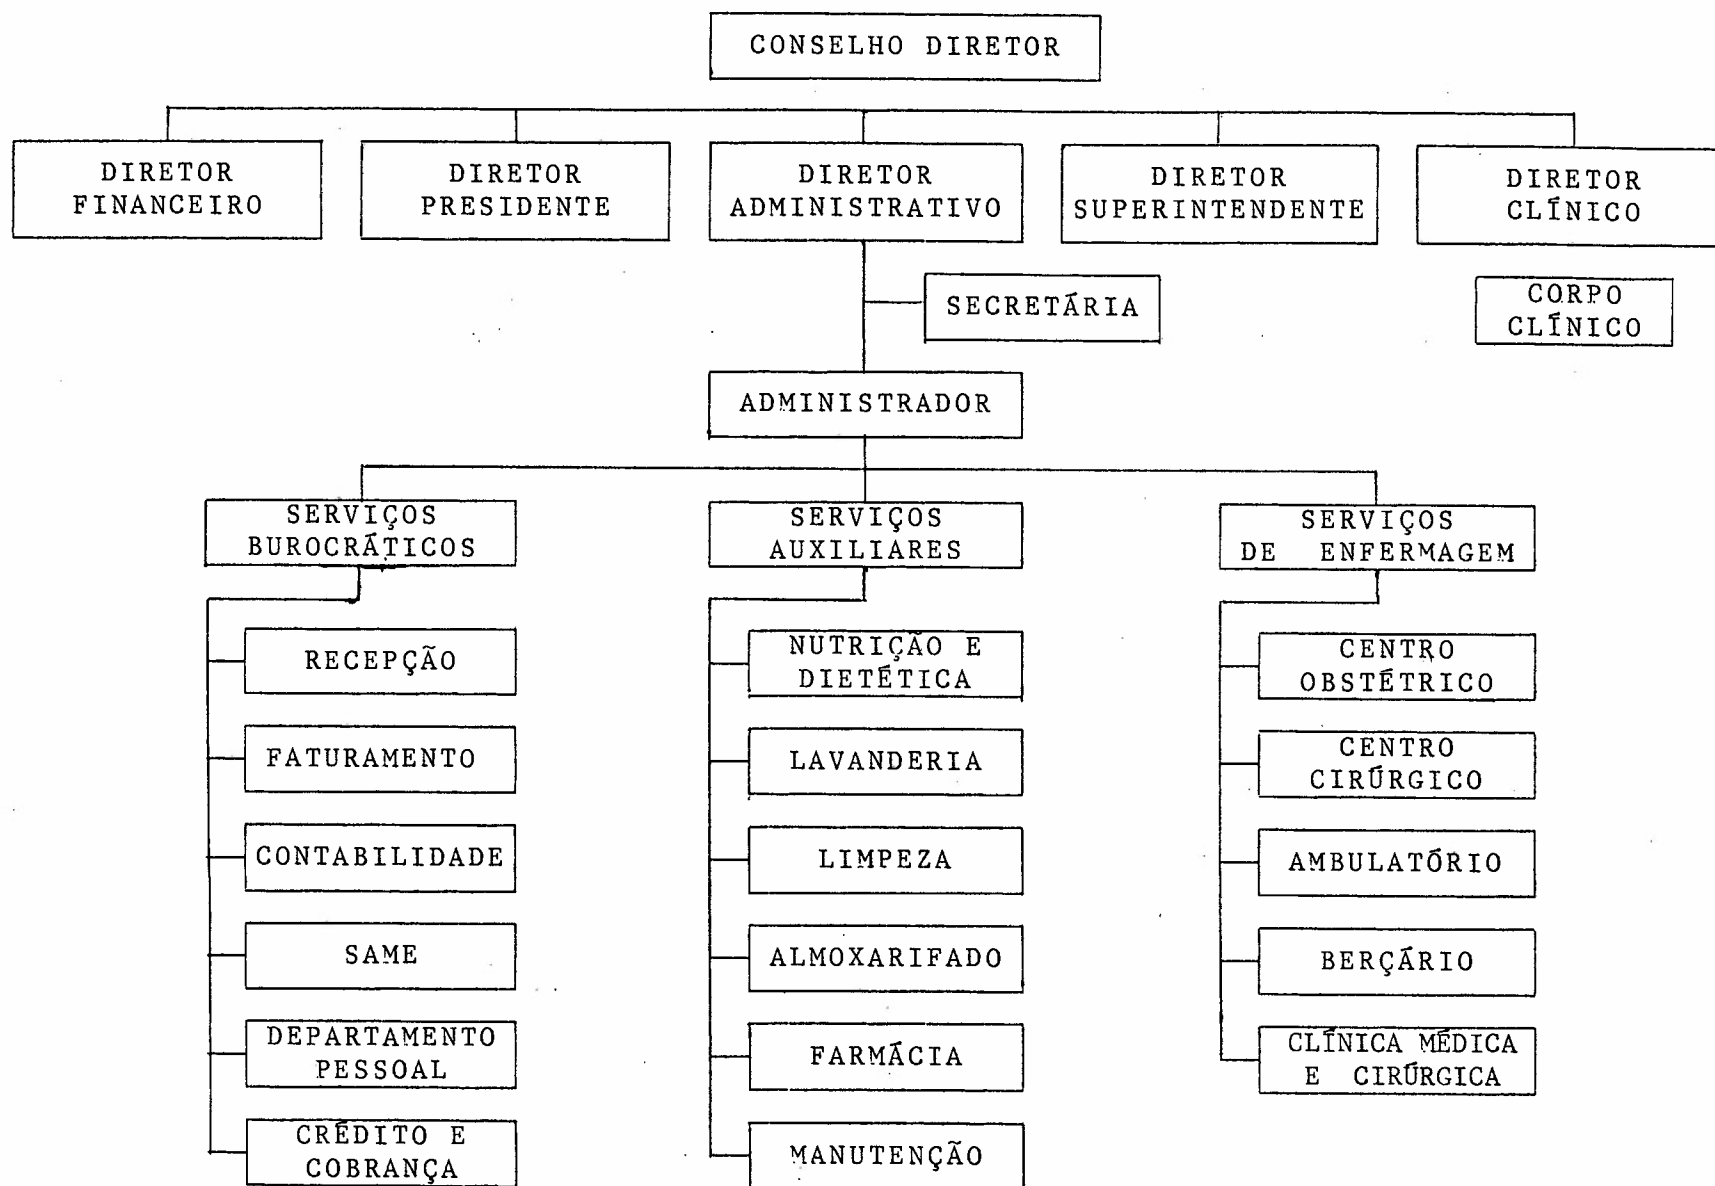 CONSELHO DIRETOR
DIRETOR
FINANCEIRO
DIRETOR
PRESIDENTE
DIRETOR
ADMINISTRATIVO
DIRETOR
SUPERINTENDENTE
DIRETOR
CLÍNICO
SECRETÁRIA
CORPO
CLÍNICO
ADMINISTRADOR
SERVIÇOS
BUROCRÁTICOS
RECEPÇÃO
FATURAMENTO
CONTABILIDADE
SAME
DEPARTAMENTO
PESSOAL
CRÉDITO E
COBRANÇA
SERVIÇOS
AUXILIARES
NUTRIÇÃO E
DIETÉTICA
LAVANDERIA
LIMPEZA
ALMOXARIFADO
FARMÁCIA
MANUTENÇÃO
SERVIÇOS
DE ENFERMAGEM
CENTRO
OBSTÉTRICO
CENTRO
CIRÚRGICO
AMBULATÓRIO
BERÇÁRIO
CLÍNICA MÉDICA
E CIRÚRGICA